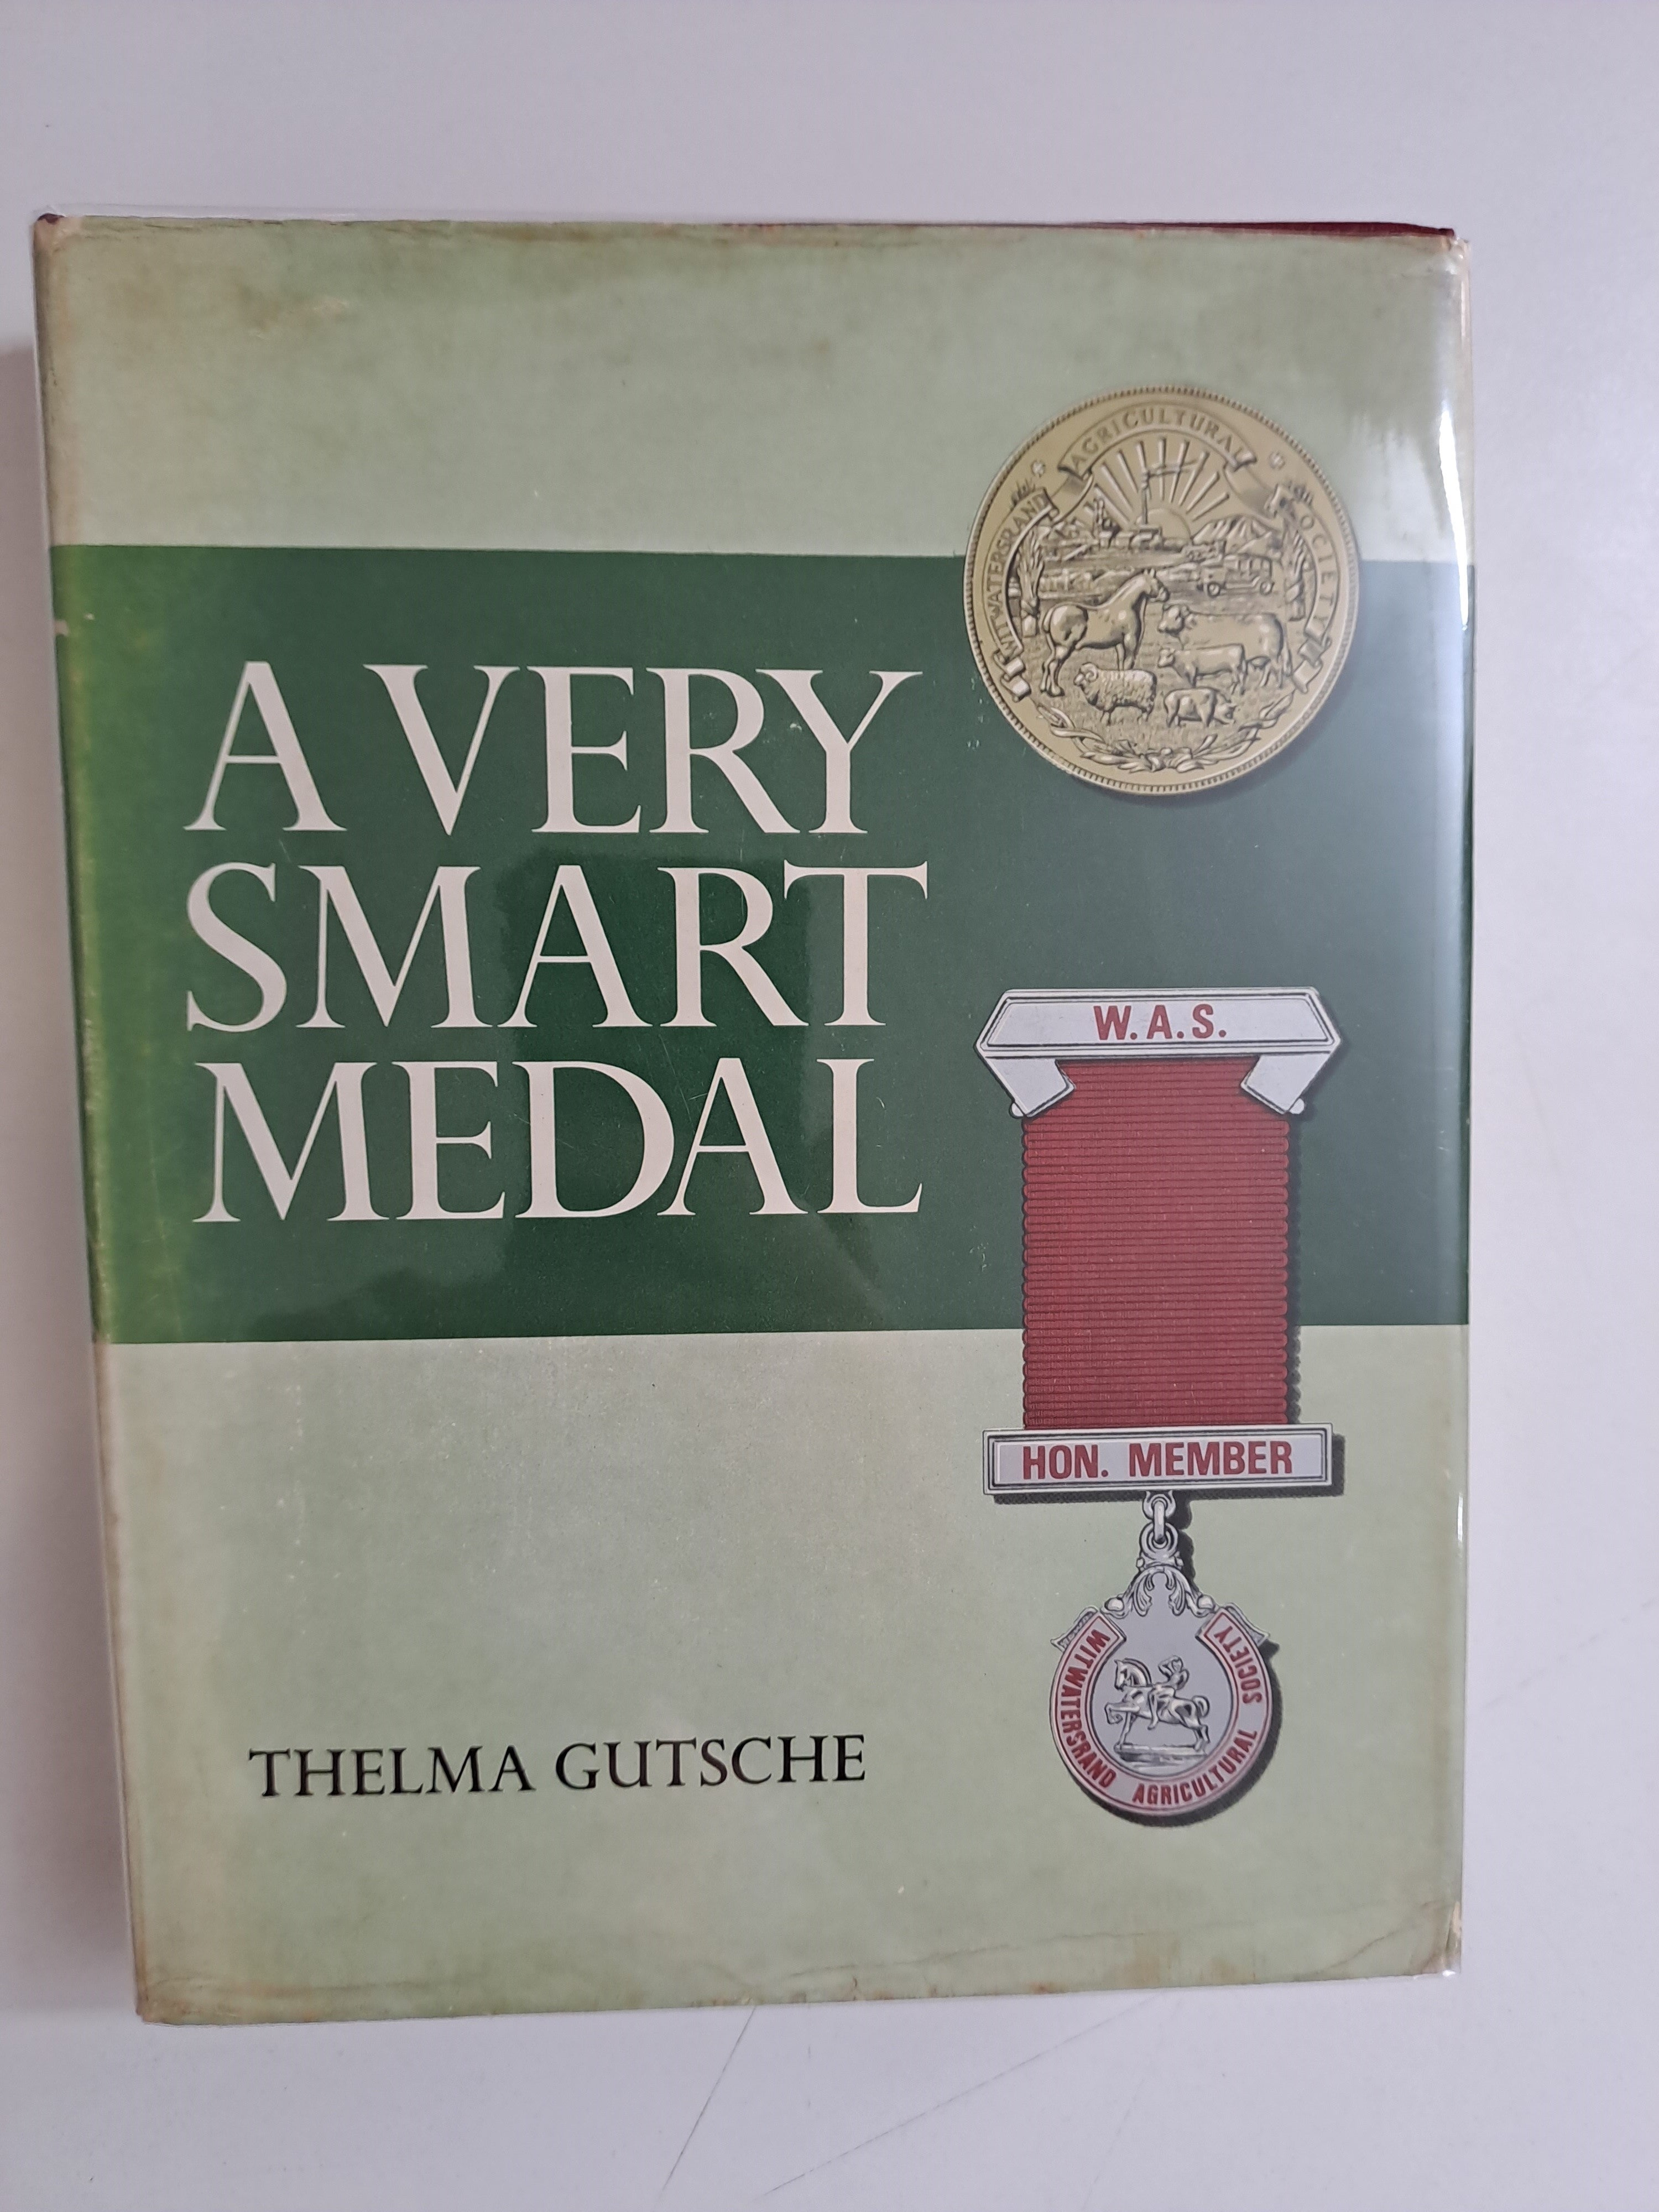 WITWATERSRAND AGRICULTURAL SOCIETY
A VERY
SMART
MEDAL
W. A. S.
HON. MEMBER
WITWATERSRAND AGRICULTURAL SOCIETY
THELMA GUTSCHE